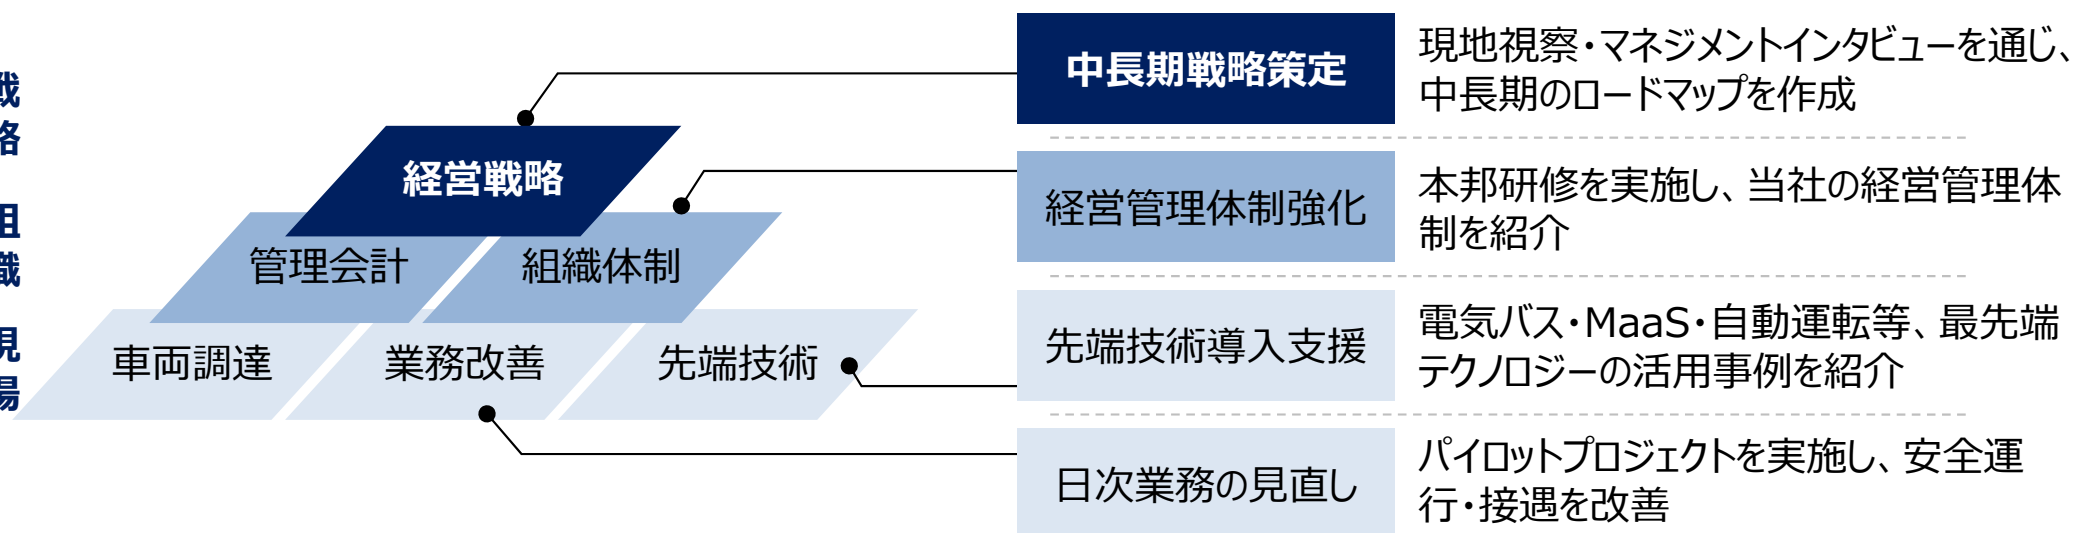 戦
略
組
織
現
場
経営戦略
管理会計
組織体制
車両調達
業務改善
先端技術
中長期戦略策定
現地視察・マネジメントインタビューを通じ、
中長期のロードマップを作成
経営管理体制強化
本邦研修を実施し、当社の経営管理体
制を紹介
先端技術導入支援
電気バス・MaaS・自動運転等、最先端
テクノロジーの活用事例を紹介
日次業務の見直し
パイロットプロジェクトを実施し、安全運
行・接遇を改善